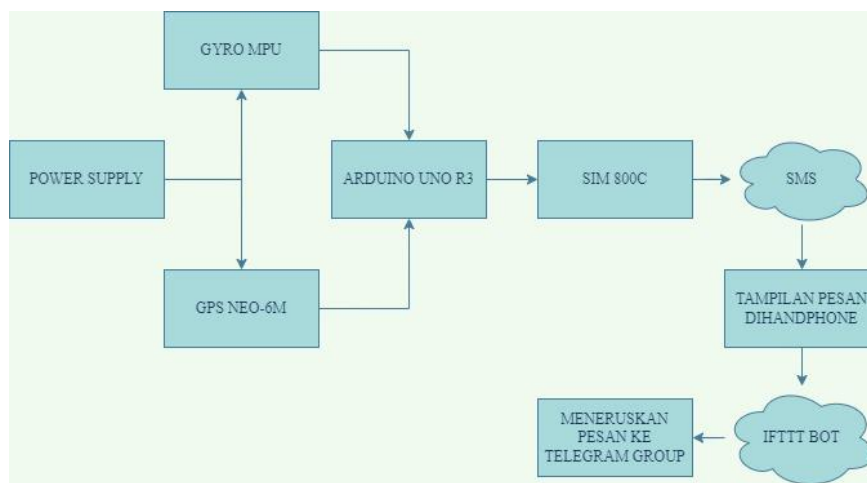 GYRO MPU
POWER SUPPLY
ARDUINO UNO R3
SIM 800C
SMS
GPS NEO-6M
TAMPILAN PESAN
DIHANDPHONE
IFTTT BOT
MENERUSKAN
PESAN KE
TELEGRAM GROUP